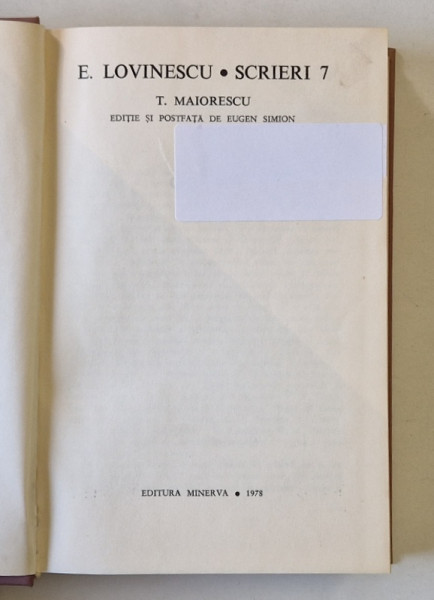 E. LOVINESCU • SCRIERI 7
T. MAIORESCU
EDIȚIE ȘI POSTFAȚĂ DE EUGEN SIMION
EDITURA MINERVA • 1978